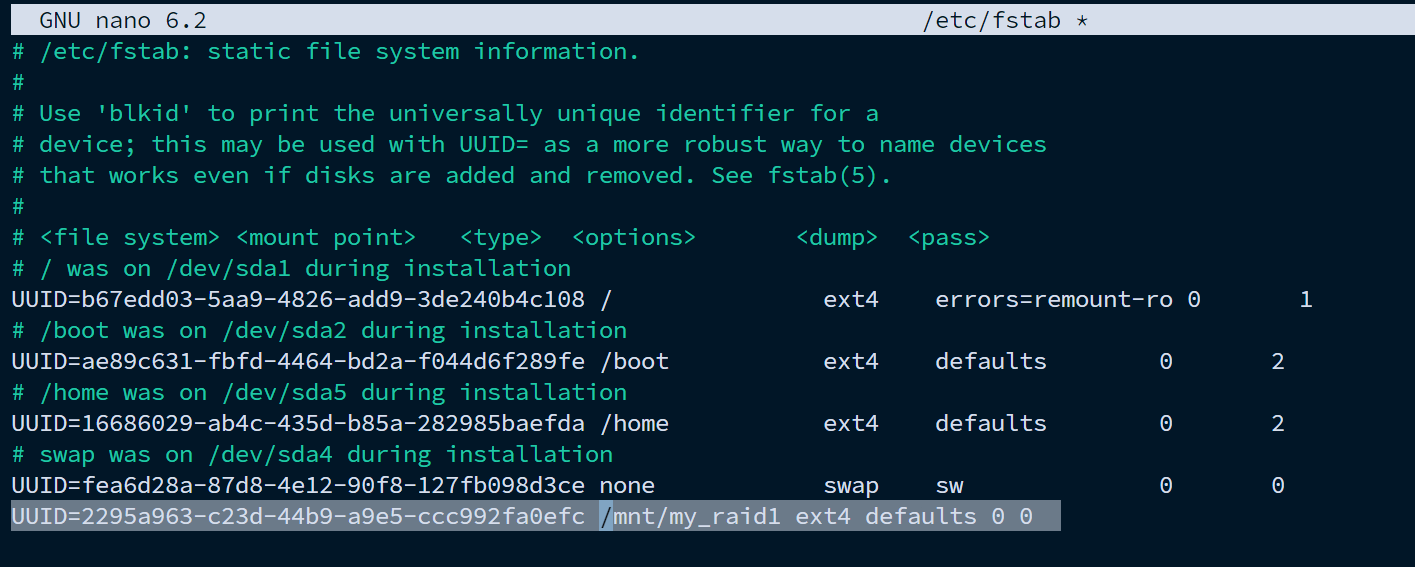 GNU nano 6.2 /etc/fstab *
# /etc/fstab: static file system information.
#
# Use 'blkid' to print the universally unique identifier for a
# device; this may be used with UUID= as a more robust way to name devices
# that works even if disks are added and removed. See fstab(5).
#
# <file system> <mount point>   <type>  <options>       <dump>  <pass>
# / was on /dev/sda1 during installation
UUID=b67edd03-5aa9-4826-add9-3de240b4c108 /               ext4    errors=remount-ro 0       1
# /boot was on /dev/sda2 during installation
UUID=ae89c631-fbfd-4464-bd2a-f044d6f289fe /boot           ext4    defaults        0       2
# /home was on /dev/sda5 during installation
UUID=16686029-ab4c-435d-b85a-282985baefda /home           ext4    defaults        0       2
# swap was on /dev/sda4 during installation
UUID=fea6d28a-87d8-4e12-90f8-127fb098d3ce none            swap    sw              0       0
UUID=2295a963-c23d-44b9-a9e5-ccc992fa0efc /mnt/my_raid1 ext4 defaults 0 0